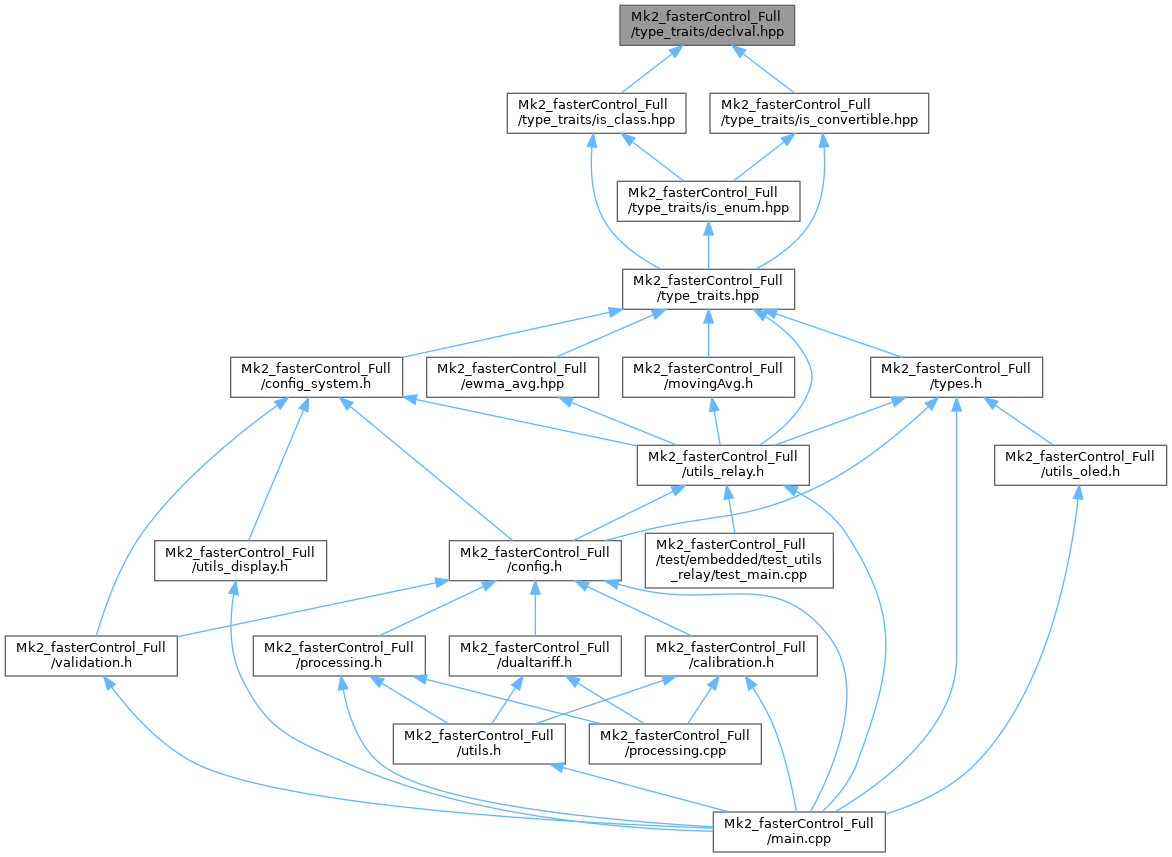 Mk2_fasterControl_Full
/type_traits/declval.hpp
Mk2_fasterControl_Full
/type_traits/is_class.hpp
Mk2_fasterControl_Full
/type_traits/is_convertible.hpp
Mk2_fasterControl_Full
/type_traits/is_enum.hpp
Mk2_fasterControl_Full
/type_traits.hpp
Mk2_fasterControl_Full
/config_system.h
Mk2_fasterControl_Full
/ewma_avg.hpp
Mk2_fasterControl_Full
/movingAvg.h
Mk2_fasterControl_Full
/types.h
Mk2_fasterControl_Full
/utils_relay.h
Mk2_fasterControl_Full
/utils_oled.h
Mk2_fasterControl_Full
/utils_display.h
Mk2_fasterControl_Full
/config.h
Mk2_fasterControl_Full
/test/embedded/test_utils
_relay/test_main.cpp
Mk2_fasterControl_Full
/validation.h
Mk2_fasterControl_Full
/processing.h
Mk2_fasterControl_Full
/dualtariff.h
Mk2_fasterControl_Full
/calibration.h
Mk2_fasterControl_Full
/utils.h
Mk2_fasterControl_Full
/processing.cpp
Mk2_fasterControl_Full
/main.cpp